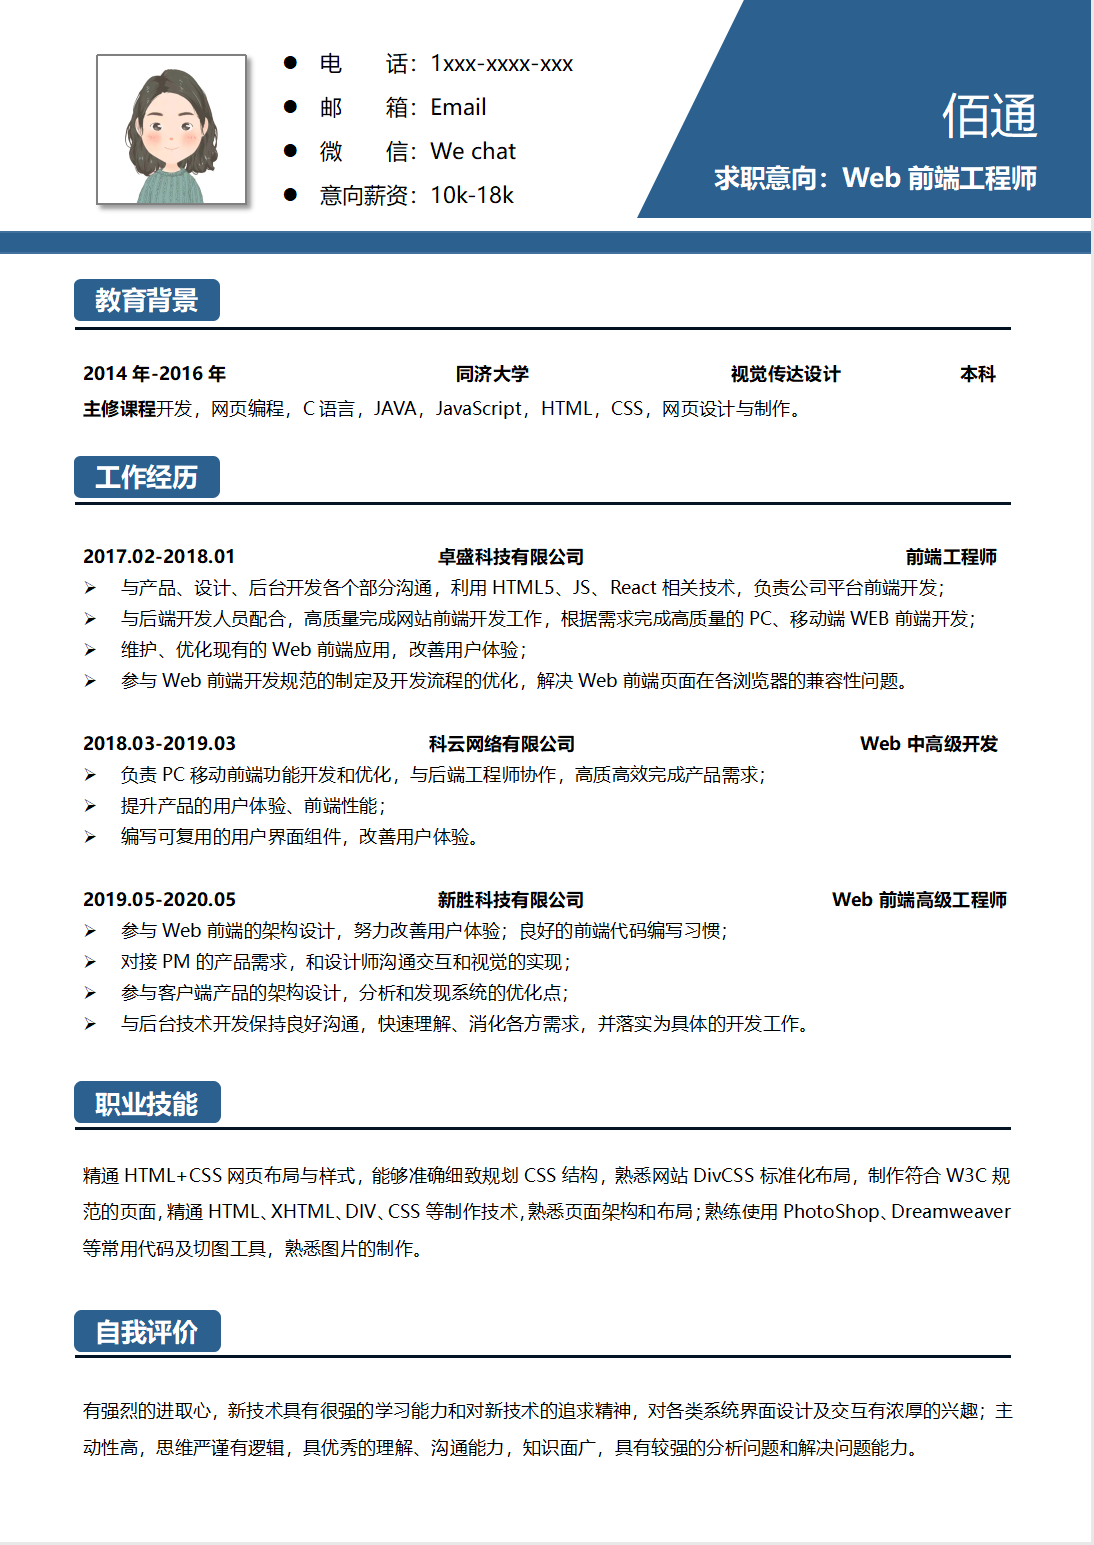 电　　话：1xxx-xxxx-xxx
邮　　箱：Email
微　　信：We chat
意向薪资：10k-18k
佰通
求职意向：Web 前端工程师
教育背景
2014 年-2016 年 同济大学 视觉传达设计 本科
主修课程开发，网页编程，C 语言，JAVA，JavaScript，HTML，CSS，网页设计与制作。
工作经历
2017.02-2018.01 卓盛科技有限公司 前端工程师
与产品、设计、后台开发各个部分沟通，利用 HTML5、JS、React 相关技术，负责公司平台前端开发；
与后端开发人员配合，高质量完成网站前端开发工作，根据需求完成高质量的 PC、移动端 WEB 前端开发；
维护、优化现有的 Web 前端应用，改善用户体验；
参与 Web 前端开发规范的制定及开发流程的优化，解决 Web 前端页面在各浏览器的兼容性问题。
2018.03-2019.03 科云网络有限公司 Web 中高级开发
负责 PC 移动前端功能开发和优化，与后端工程师协作，高质高效完成产品需求；
提升产品的用户体验、前端性能；
编写可复用的用户界面组件，改善用户体验。
2019.05-2020.05 新胜科技有限公司 Web 前端高级工程师
参与 Web 前端的架构设计，努力改善用户体验；良好的前端代码编写习惯；
对接 PM 的产品需求，和设计师沟通交互和视觉的实现；
参与客户端产品的架构设计，分析和发现系统的优化点；
与后台技术开发保持良好沟通，快速理解、消化各方需求，并落实为具体的开发工作。
职业技能
精通 HTML+CSS 网页布局与样式，能够准确细致规划 CSS 结构，熟悉网站 DivCSS 标准化布局，制作符合 W3C 规
范的页面，精通 HTML、XHTML、DIV、CSS 等制作技术，熟悉页面架构和布局；熟练使用 PhotoShop、Dreamweaver
等常用代码及切图工具，熟悉图片的制作。
自我评价
有强烈的进取心，新技术具有很强的学习能力和对新技术的追求精神，对各类系统界面设计及交互有浓厚的兴趣；主
动性高，思维严谨有逻辑，具优秀的理解、沟通能力，知识面广，具有较强的分析问题和解决问题能力。